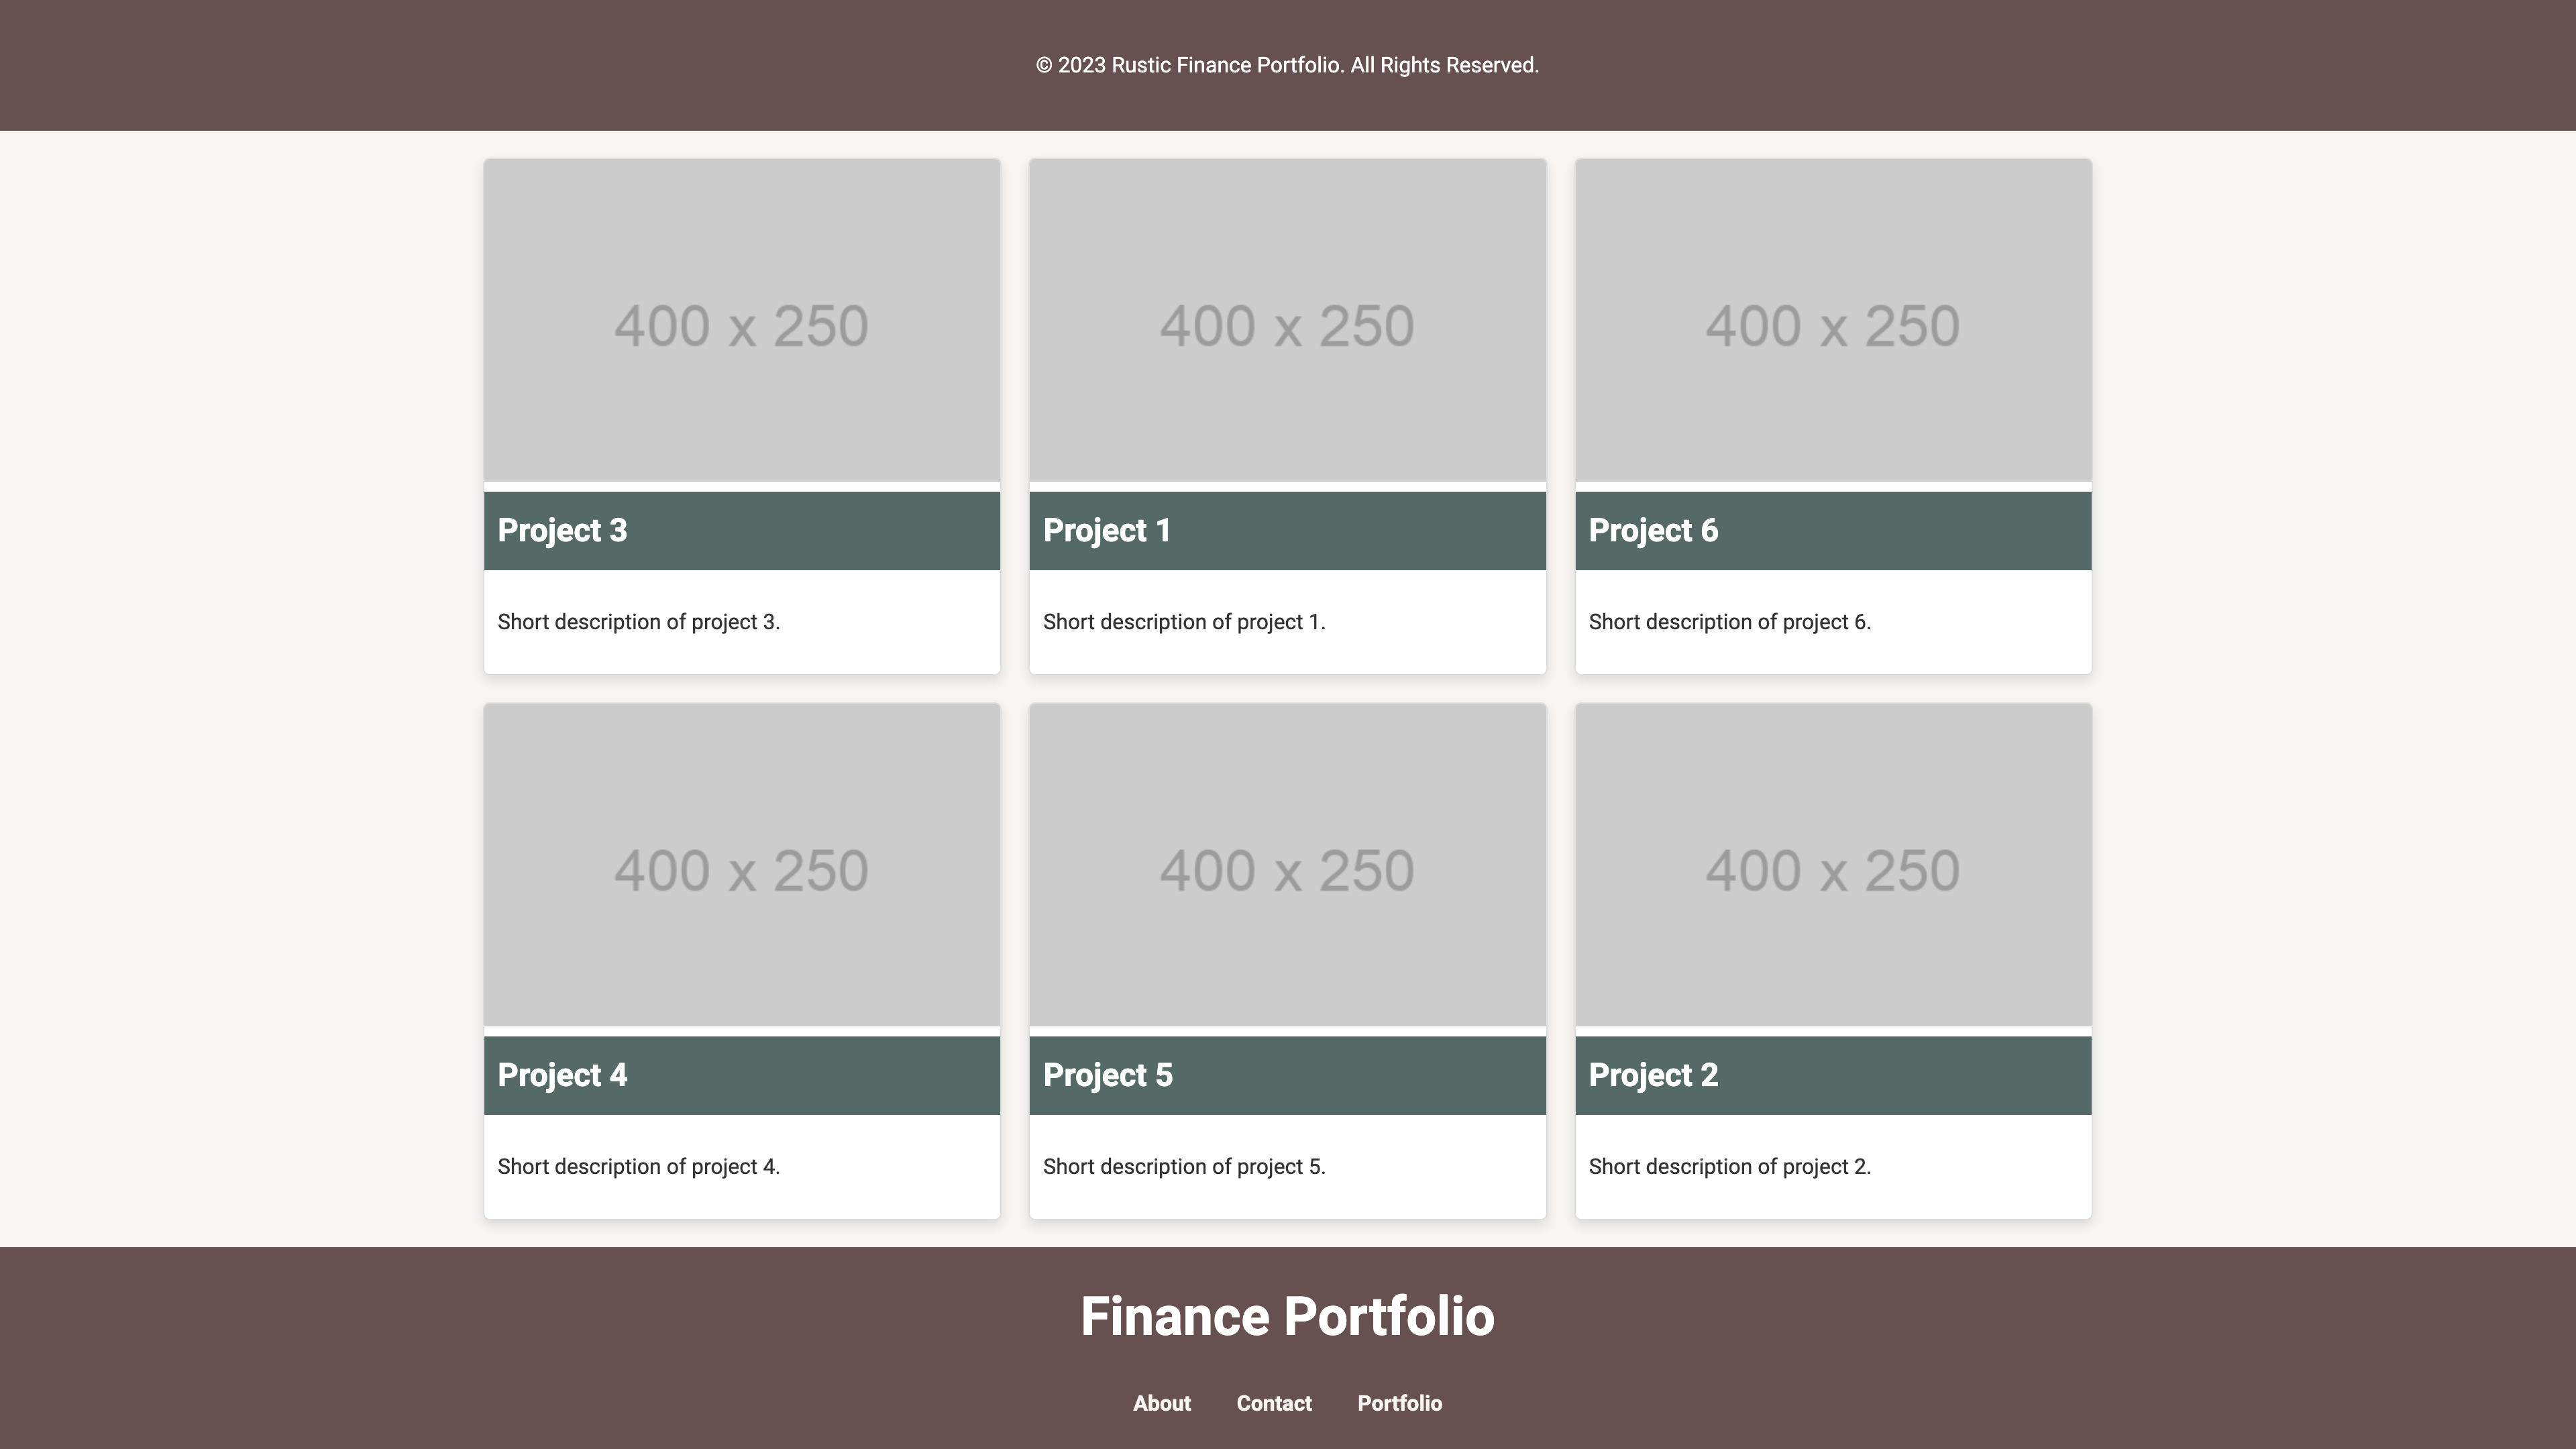 © 2023 Rustic Finance Portfolio. All Rights Reserved.
400 x 250
400 x 250
400 x 250
Project 3
Project 1
Project 6
Short description of project 3.
Short description of project 1.
Short description of project 6.
400 x 250
400 x 250
400 x 250
Project 4
Project 5
Project 2
Short description of project 4.
Short description of project 5.
Short description of project 2.
Finance Portfolio
About
Contact
Portfolio